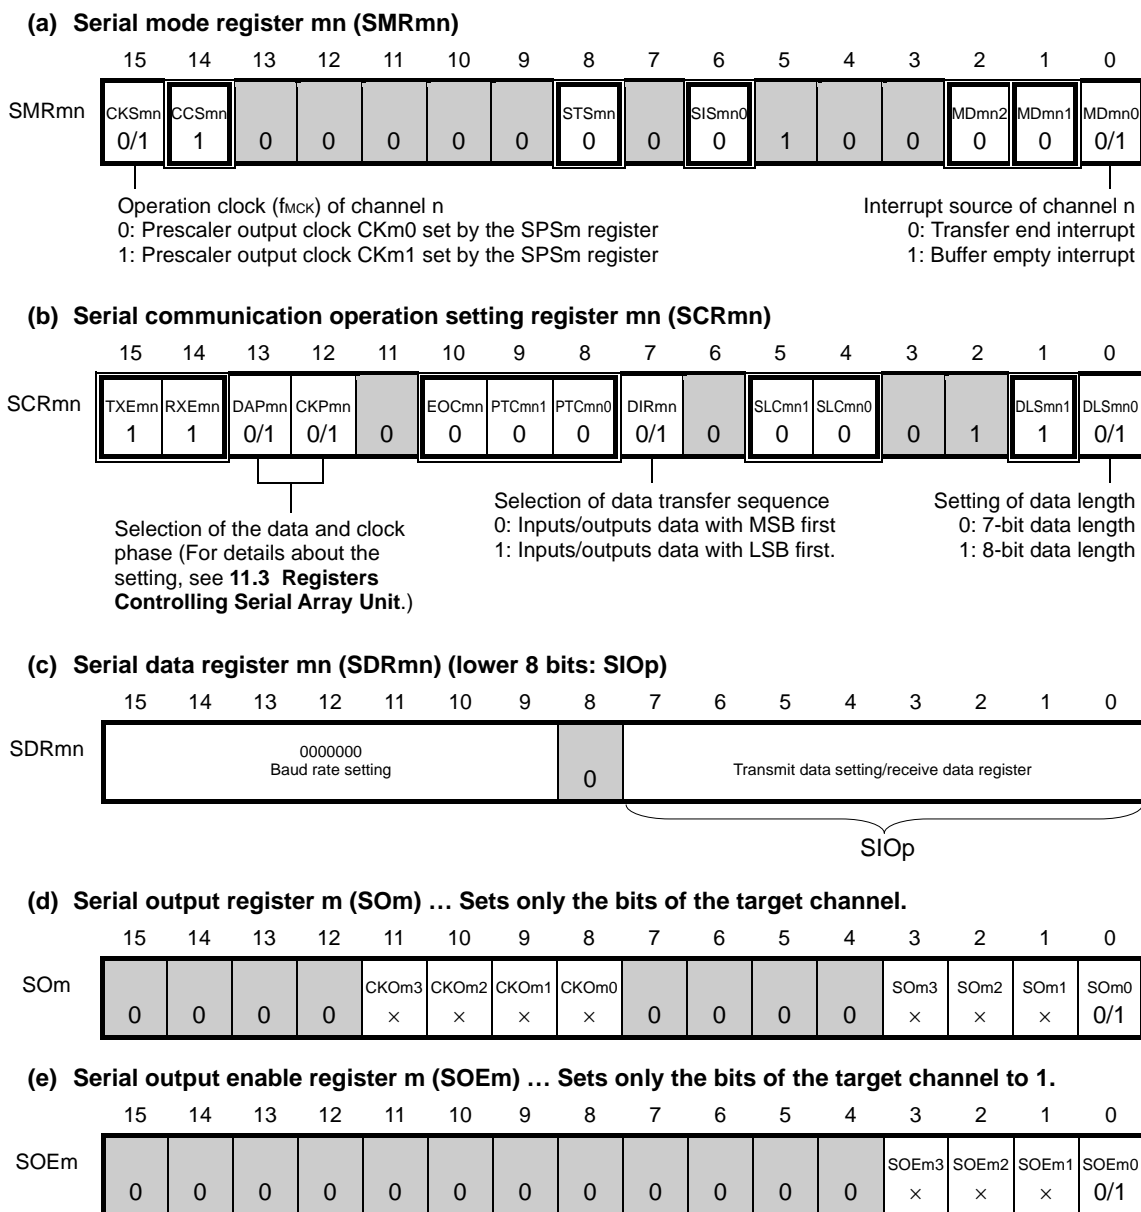 (a) Serial mode register mn (SMRmn)
15 14 13 12 11 10 9 8 7 6 5 4 3 2 1 0
SMRmn CKSmn CCSmn STSmn SISmn0 MDmn2 MDmn1 MDmn0
0/1 1 0 0 0 0 0 0 0 0 1 0 0 0 0 0/1
Operation clock (fMCK) of channel n
0: Prescaler output clock CKm0 set by the SPSm register
1: Prescaler output clock CKm1 set by the SPSm register
Interrupt source of channel n
0: Transfer end interrupt
1: Buffer empty interrupt
(b) Serial communication operation setting register mn (SCRmn)
15 14 13 12 11 10 9 8 7 6 5 4 3 2 1 0
SCRmn TXEmn RXEmn DAPmn CKPmn EOCmn PTCmn1 PTCmn0 DIRmn SLCmn1 SLCmn0 DLSmn1 DLSmn0
1 1 0/1 0/1 0 0 0 0 0/1 0 0 0 0 1 1 0/1
Selection of the data and clock
phase (For details about the
setting, see 11.3 Registers
Controlling Serial Array Unit.)
Selection of data transfer sequence
0: Inputs/outputs data with MSB first
1: Inputs/outputs data with LSB first.
Setting of data length
0: 7-bit data length
1: 8-bit data length
(c) Serial data register mn (SDRmn) (lower 8 bits: SIOp)
15 14 13 12 11 10 9 8 7 6 5 4 3 2 1 0
SDRmn
0000000
Baud rate setting
0
Transmit data setting/receive data register
SIOp
(d) Serial output register m (SOm) … Sets only the bits of the target channel.
15 14 13 12 11 10 9 8 7 6 5 4 3 2 1 0
SOm CKOm3 CKOm2 CKOm1 CKOm0 SOm3 SOm2 SOm1 SOm0
0 0 0 0 × × × × 0 0 0 0 × × × 0/1
(e) Serial output enable register m (SOEm) … Sets only the bits of the target channel to 1.
15 14 13 12 11 10 9 8 7 6 5 4 3 2 1 0
SOEm SOEm3 SOEm2 SOEm1 SOEm0
0 0 0 0 0 0 0 0 0 0 0 0 × × × 0/1